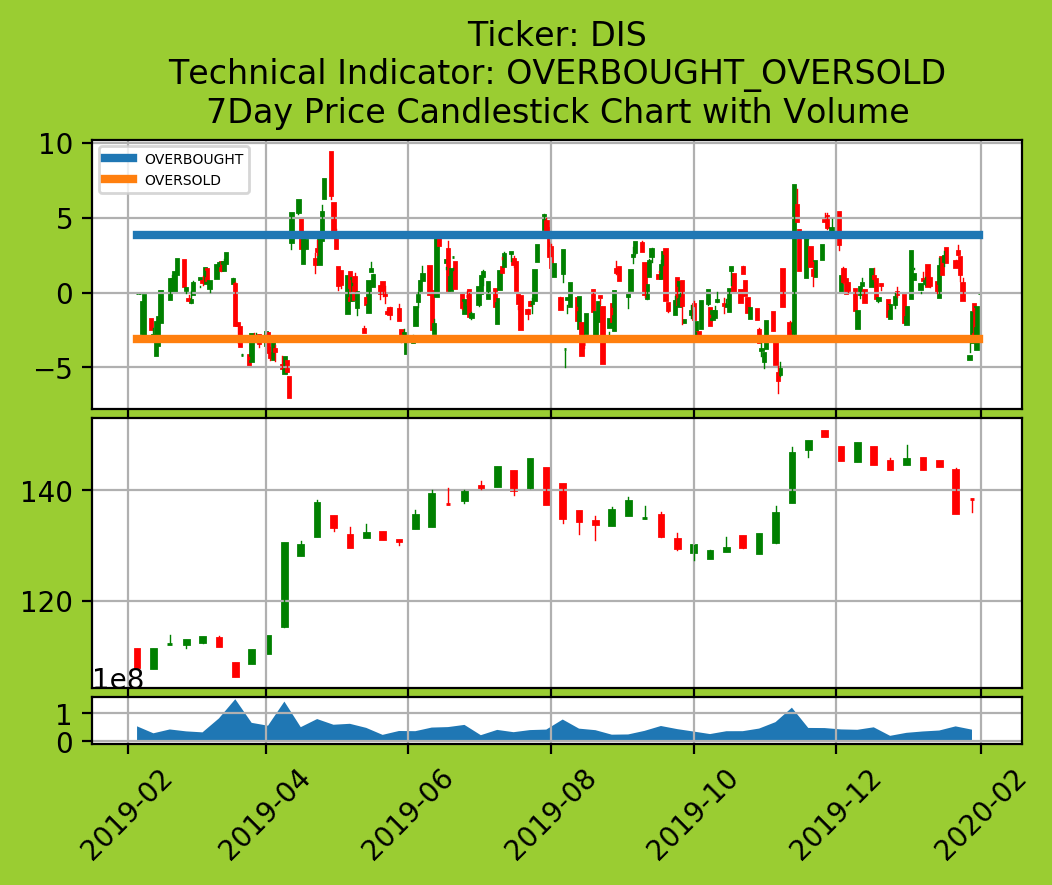 Ticker: DIS
Technical Indicator: OVERBOUGHT_OVERSOLD
7Day Price Candlestick Chart with Volume
10
5
0
−5
OVERBOUGHT
OVERSOLD
140
120
1e8
1
0
2019-02
2019-04
2019-06
2019-08
2019-10
2019-12
2020-02